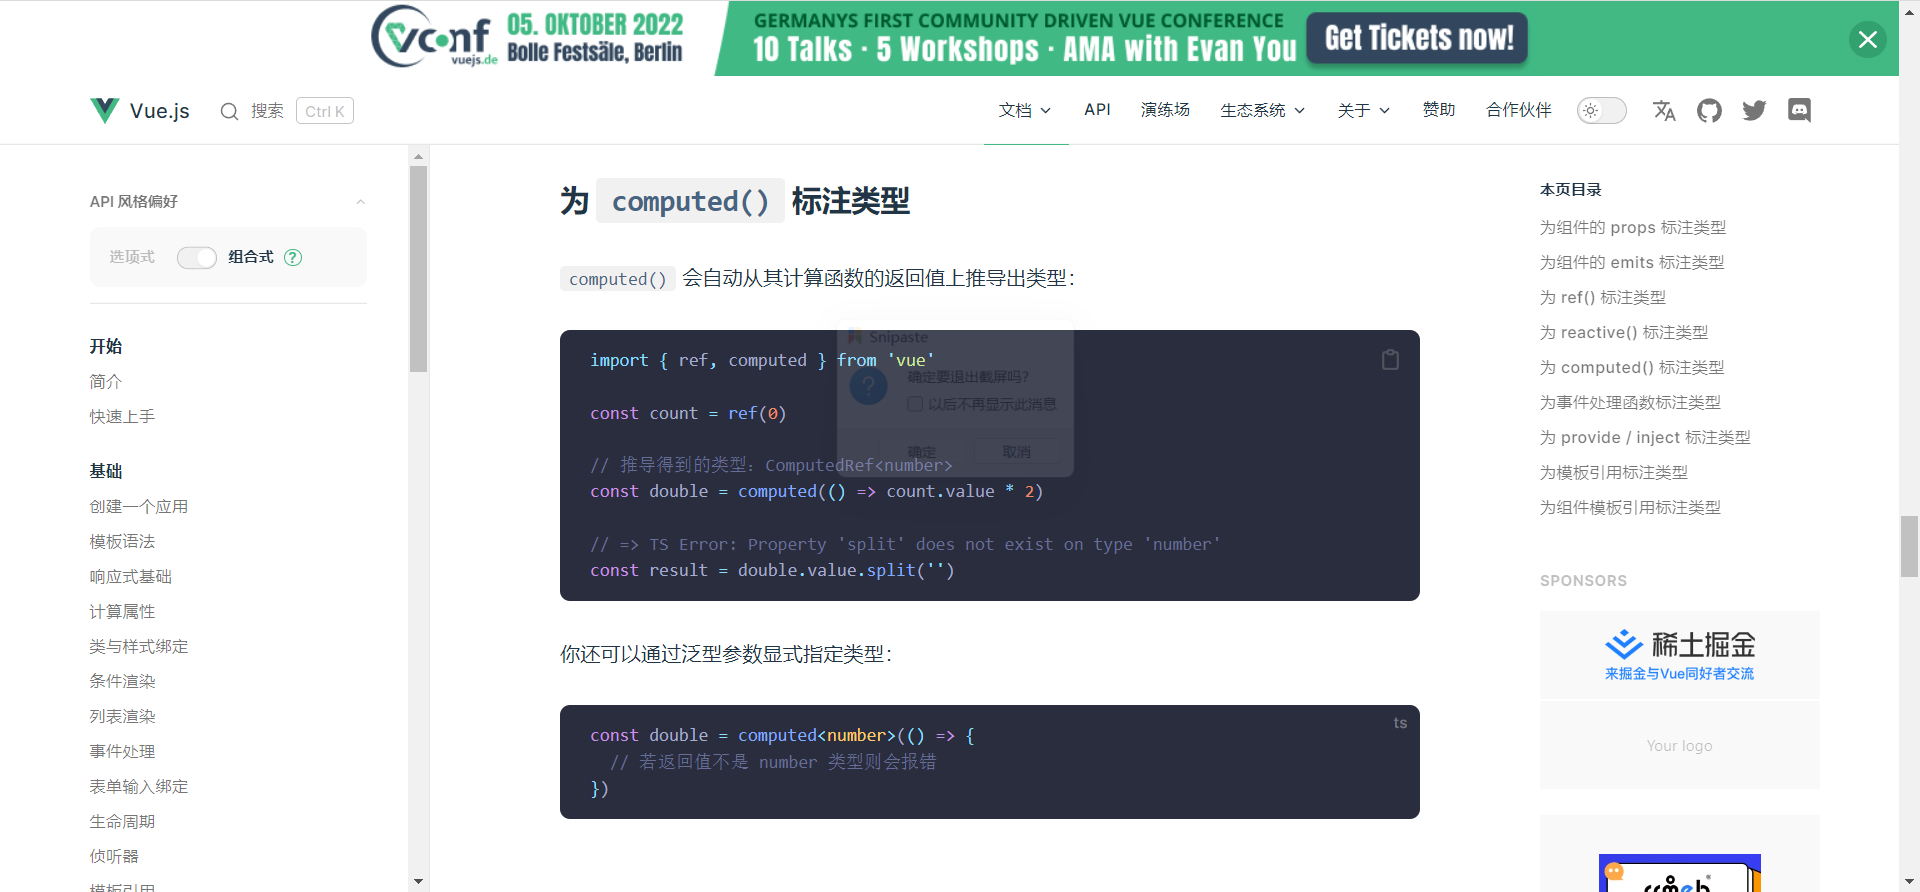 vconf
vuejs.de
05. OKTOBER 2022
Bolle Festsäle, Berlin
GERMANYS FIRST COMMUNITY DRIVEN VUE CONFERENCE
10 Talks · 5 Workshops · AMA with Evan You
Get Tickets now!
Vue.js
搜索
Ctrl K
文档
API
演练场
生态系统
关于
赞助
合作伙伴
API 风格偏好
选项式
组合式
?
开始
简介
快速上手
基础
创建一个应用
模板语法
响应式基础
计算属性
类与样式绑定
条件渲染
列表渲染
事件处理
表单输入绑定
生命周期
侦听器
模板引用
为 computed() 标注类型
computed() 会自动从其计算函数的返回值上推导出类型：
import { ref, computed } from 'vue'
const count = ref(0)
// 推导得到的类型：ComputedRef<number>
const double = computed(() => count.value * 2)
// => TS Error: Property 'split' does not exist on type 'number'
const result = double.value.split('')
Snipaste
?
确定要退出截屏吗?
以后不再显示此消息
确定
取消
你还可以通过泛型参数显式指定类型：
ts
const double = computed<number>(() => {
// 若返回值不是 number 类型则会报错
})
本页目录
为组件的 props 标注类型
为组件的 emits 标注类型
为 ref() 标注类型
为 reactive() 标注类型
为 computed() 标注类型
为事件处理函数标注类型
为 provide / inject 标注类型
为模板引用标注类型
为组件模板引用标注类型
SPONSORS
稀土掘金
来掘金与Vue同好者交流
Your logo